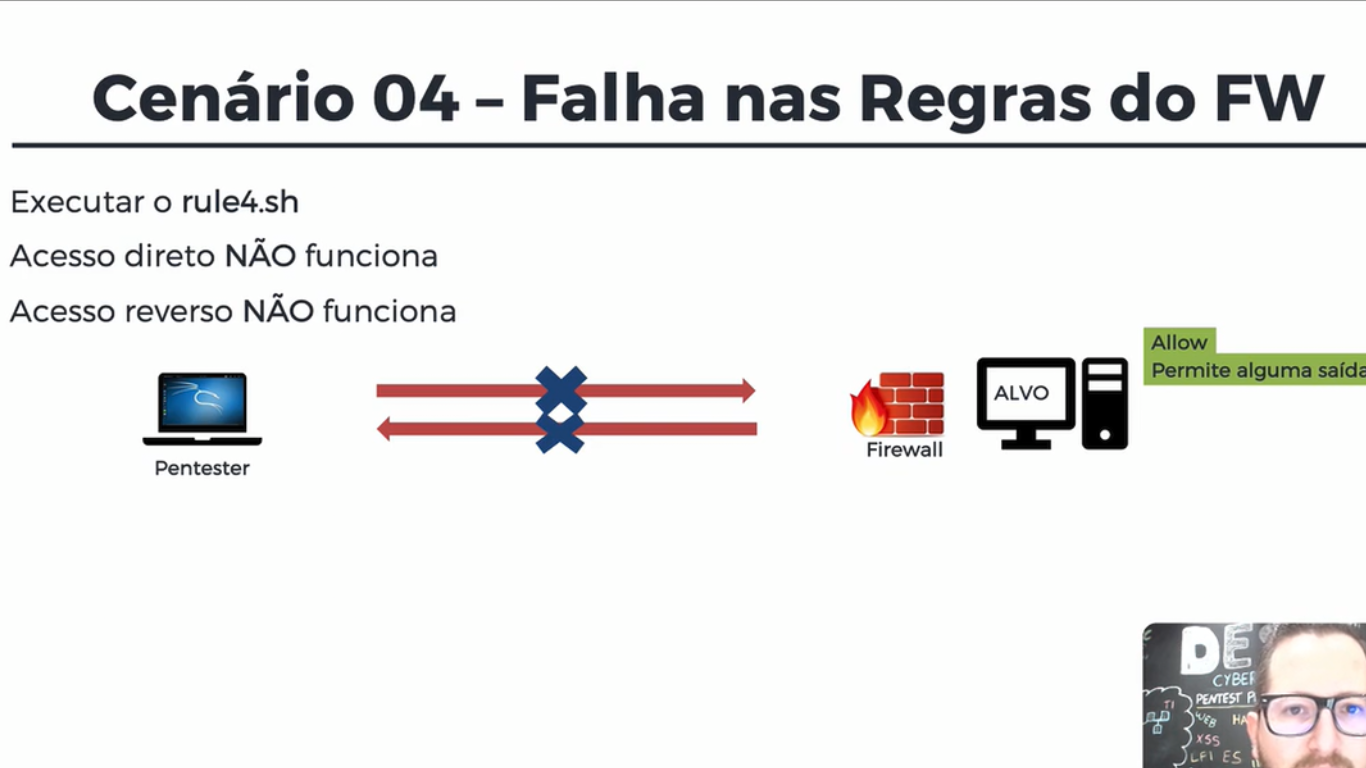 Cenário 04 – Falha nas Regras do FW
Executar o rule4.sh
Acesso direto NÃO funciona
Acesso reverso NÃO funciona
Allow
Permite alguma saída
ALVO
Firewall
Pentester
DE
CYBER
PENTEST P
TI
WEB
HA
XSS
LFI ES